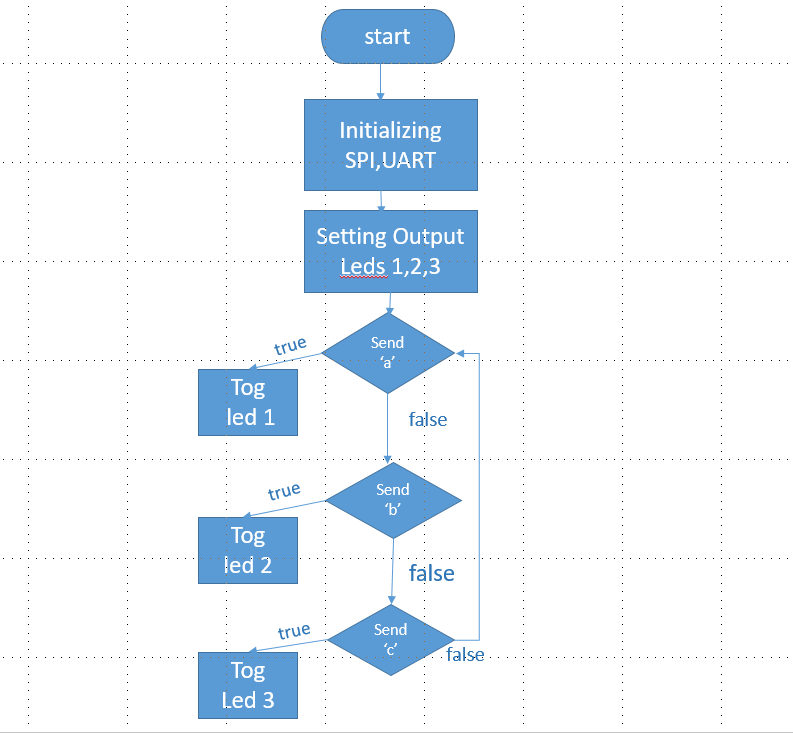 start
Initializing
SPI,UART
Setting Output
Leds 1,2,3
Send
‘a’
true
Tog
led 1
false
Send
‘b’
true
Tog
led 2
false
Send
‘c’
true
false
Tog
Led 3